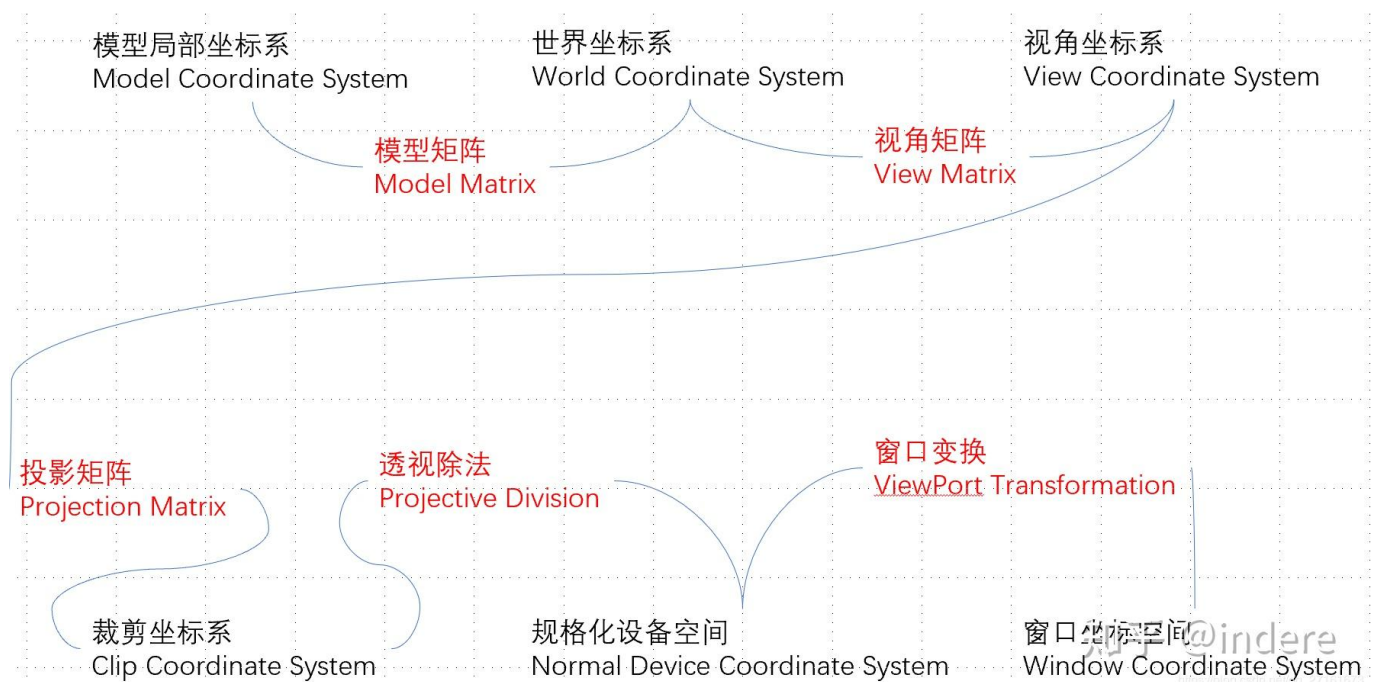 模型局部坐标系
Model Coordinate System
世界坐标系
World Coordinate System
视角坐标系
View Coordinate System
模型矩阵
Model Matrix
视角矩阵
View Matrix
投影矩阵
Projection Matrix
透视除法
Projective Division
窗口变换
ViewPort Transformation
裁剪坐标系
Clip Coordinate System
规格化设备空间
Normal Device Coordinate System
窗口坐标空间
Window Coordinate System
知乎 @indere